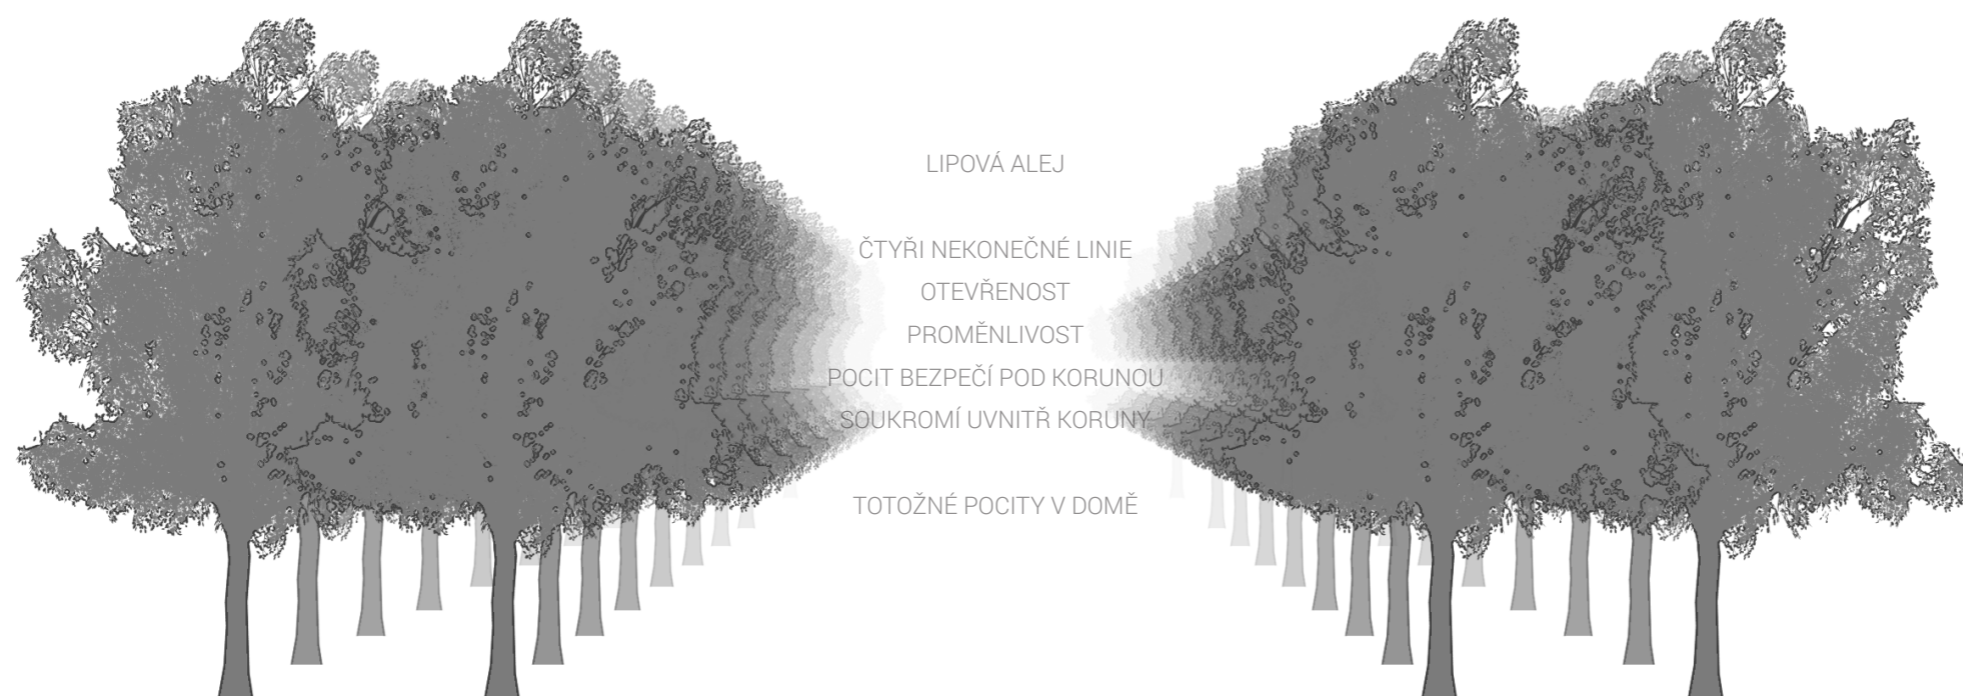 LIPOVÁ ALEJ
ČTYŘI NEKONEČNÉ LINIE
OTEVŘENOST
PROMĚNLIVOST
POCIT BEZPEČÍ POD KORUNOU
SOUKROMÍ UVNITŘ KORUNY
TOTOŽNÉ POCITY V DOMĚ